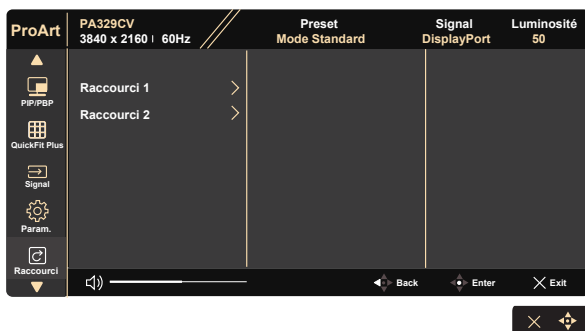 ProArt
PA329CV
3840 x 2160 60Hz
Preset
Mode Standard
Signal
DisplayPort
Luminosité
50
PIP/PBP
QuickFit Plus
Signal
Param.
Raccourci
Raccourci 1
Raccourci 2
Back
Enter
Exit